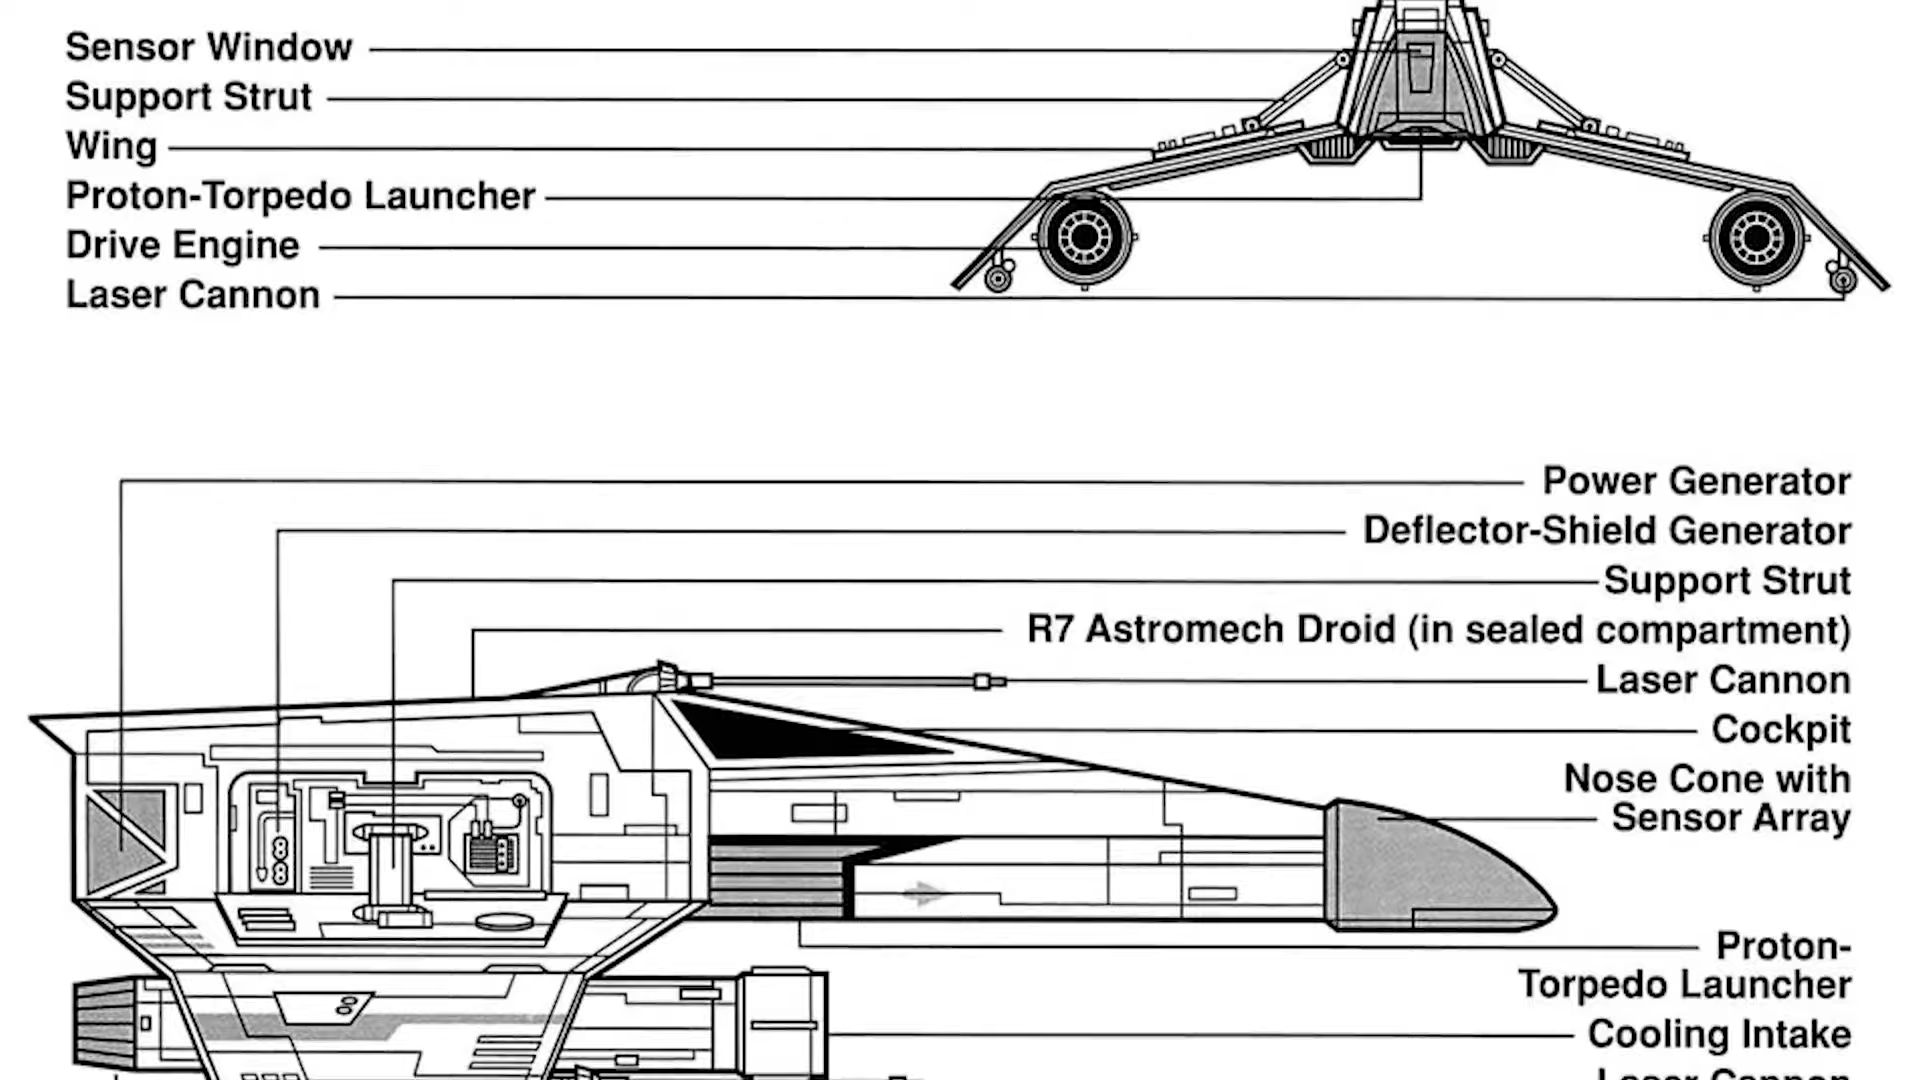 Sensor Window
Support Strut
Wing
Proton-Torpedo Launcher
Drive Engine
Laser Cannon
Power Generator
Deflector-Shield Generator
Support Strut
R7 Astromech Droid (in sealed compartment)
Laser Cannon
Cockpit
Nose Cone with
Sensor Array
Proton-
Torpedo Launcher
Cooling Intake
Laser Cannon